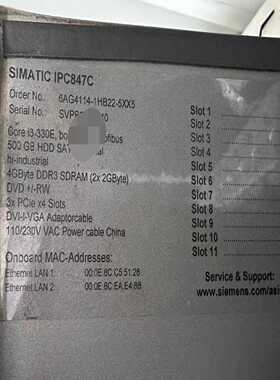 SIMATIC IPC847C
Order No. 6AG4114-1HB22-5XX5
Serial No.
Core i3-330E,
500 GB HDD SAT
hi-industrial
4GByte DDR3 SDRAM (2x 2GByte)
DVD +/-RW
3x PCIe x4 Slots
DVI-I-VGA Adaptorcable
110/230V VAC Power cable China
Onboard MAC-Addresses:
Ethernet LAN 1: 00:0E:8C:C5:51:28
Ethernet LAN 2: 00:0E:8C:EA:E4:8B
Slot 1
Slot 2
Slot 3
Slot 4
Slot 5
Slot 6
Slot 7
Slot 8
Slot 9
Slot 10
Slot 11
Service & Support:
www.siemens.com/asi